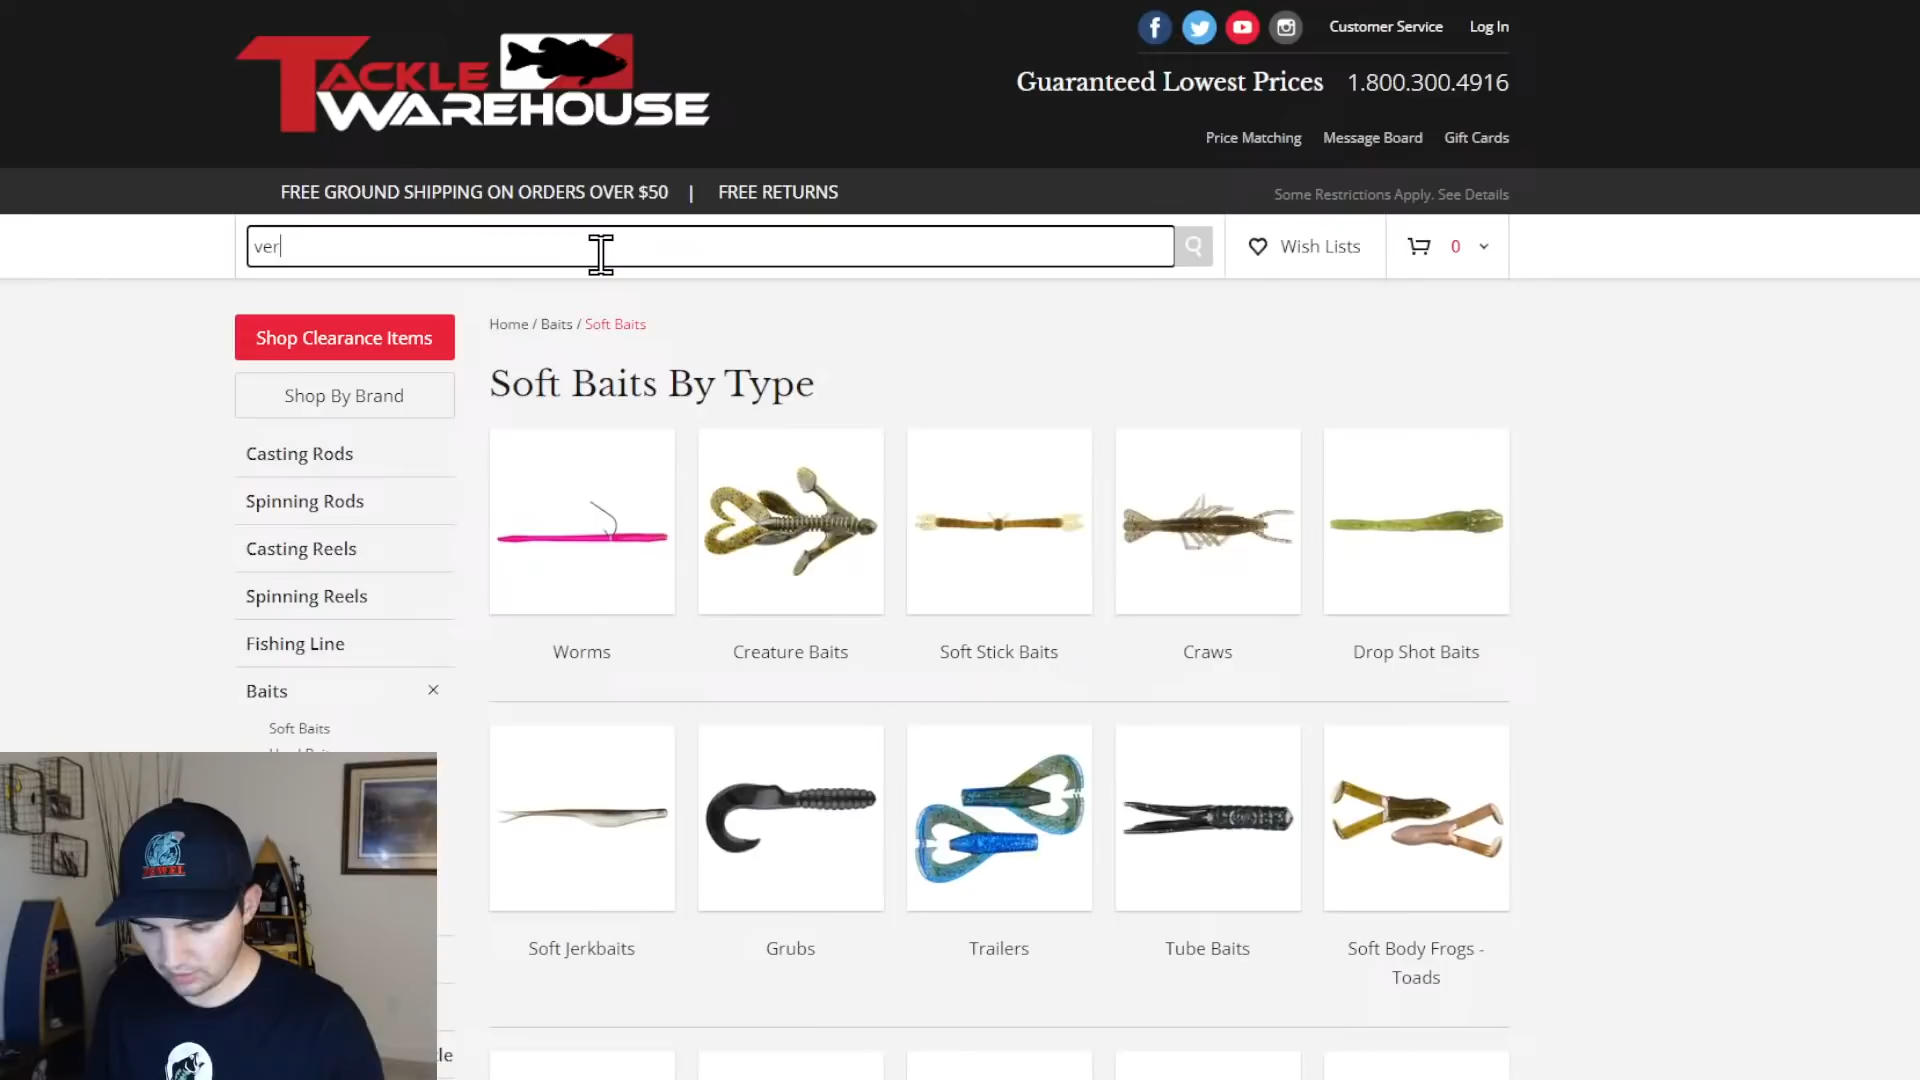 TACKLE
WAREHOUSE
Customer Service
Log In
Guaranteed Lowest Prices 1.800.300.4916
Price Matching
Message Board
Gift Cards
FREE GROUND SHIPPING ON ORDERS OVER $50 | FREE RETURNS
Some Restrictions Apply. See Details
ver
Wish Lists
0
Shop Clearance Items
Shop By Brand
Casting Rods
Spinning Rods
Casting Reels
Spinning Reels
Fishing Line
Baits
Soft Baits
Home / Baits / Soft Baits
Soft Baits By Type
Worms
Creature Baits
Soft Stick Baits
Craws
Drop Shot Baits
Soft Jerkbaits
Grubs
Trailers
Tube Baits
Soft Body Frogs -
Toads
JEWEL